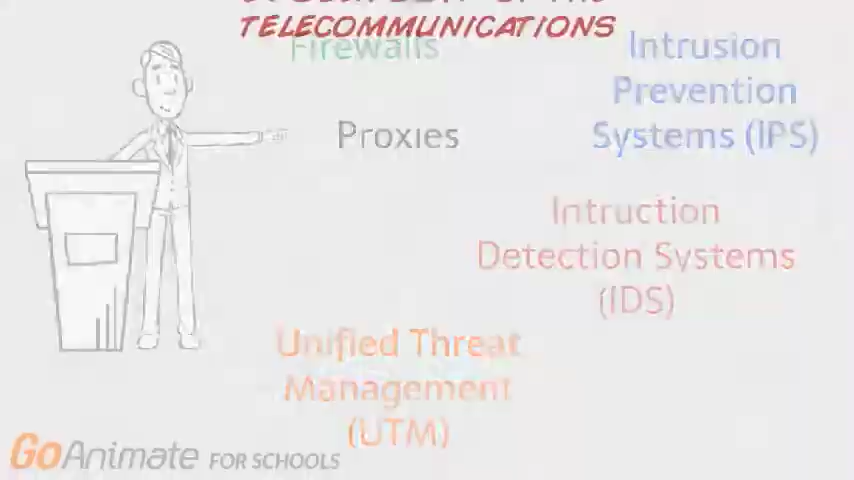 TELECOMMUNICATIONS
Firewalls
Intrusion
Prevention
Systems (IPS)
Proxies
Intruction
Detection Systems
(IDS)
Unified Threat
Management
(UTM)
GoAnimate FOR SCHOOLS